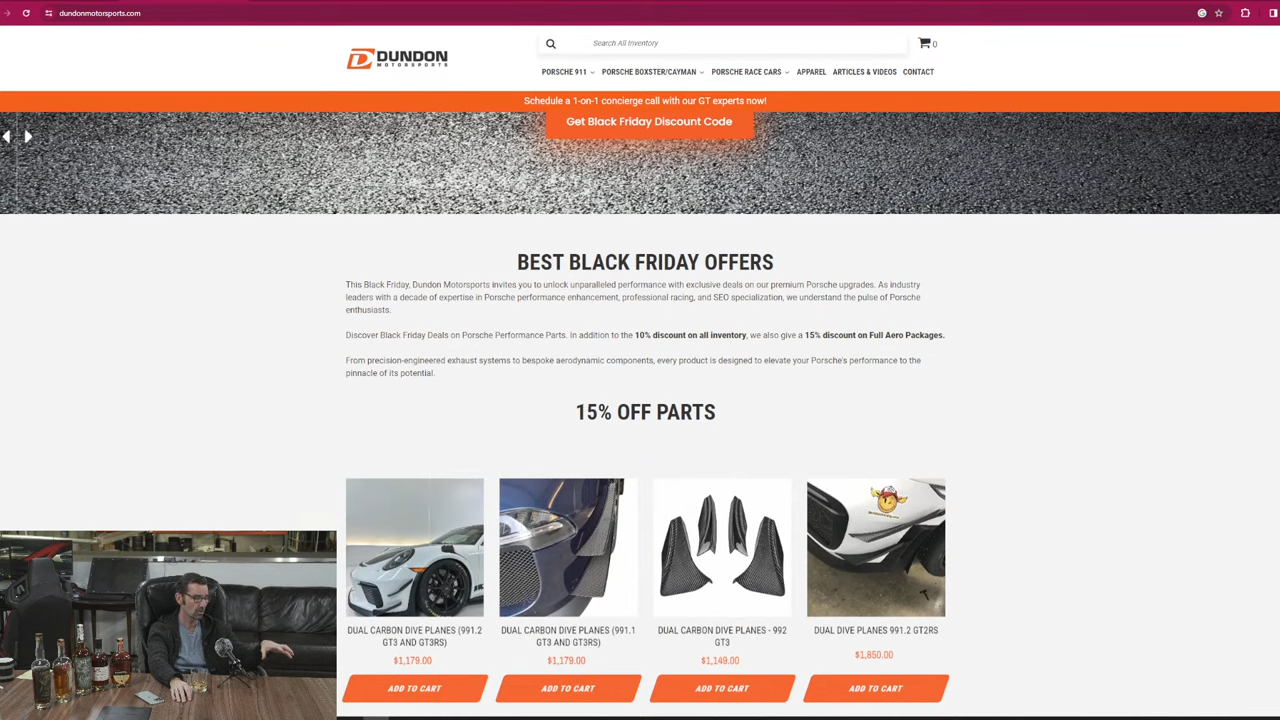 dundonmotorsports.com
DUNDON
MOTORSPORTS
Search All Inventory
0
PORSCHE 911 PORSCHE BOXSTER/CAYMAN PORSCHE RACE CARS APPAREL ARTICLES & VIDEOS CONTACT
Schedule a 1-on-1 concierge call with our GT experts now!
Get Black Friday Discount Code
BEST BLACK FRIDAY OFFERS
This Black Friday, Dundon Motorsports invites you to unlock unparalleled performance with exclusive deals on our premium Porsche upgrades. As industry
leaders with a decade of expertise in Porsche performance enhancement, professional racing, and SEO specialization, we understand the pulse of Porsche
enthusiasts.
Discover Black Friday Deals on Porsche Performance Parts. In addition to the 10% discount on all inventory, we also give a 15% discount on Full Aero Packages.
From precision-engineered exhaust systems to bespoke aerodynamic components, every product is designed to elevate your Porsche's performance to the
pinnacle of its potential.
15% OFF PARTS
DUAL CARBON DIVE PLANES (991.2
GT3 AND GT3RS)
$1,179.00
ADD TO CART
DUAL CARBON DIVE PLANES (991.1
GT3 AND GT3RS)
$1,179.00
ADD TO CART
DUAL CARBON DIVE PLANES - 992
GT3
$1,149.00
ADD TO CART
DUAL DIVE PLANES 991.2 GT2RS
$1,850.00
ADD TO CART